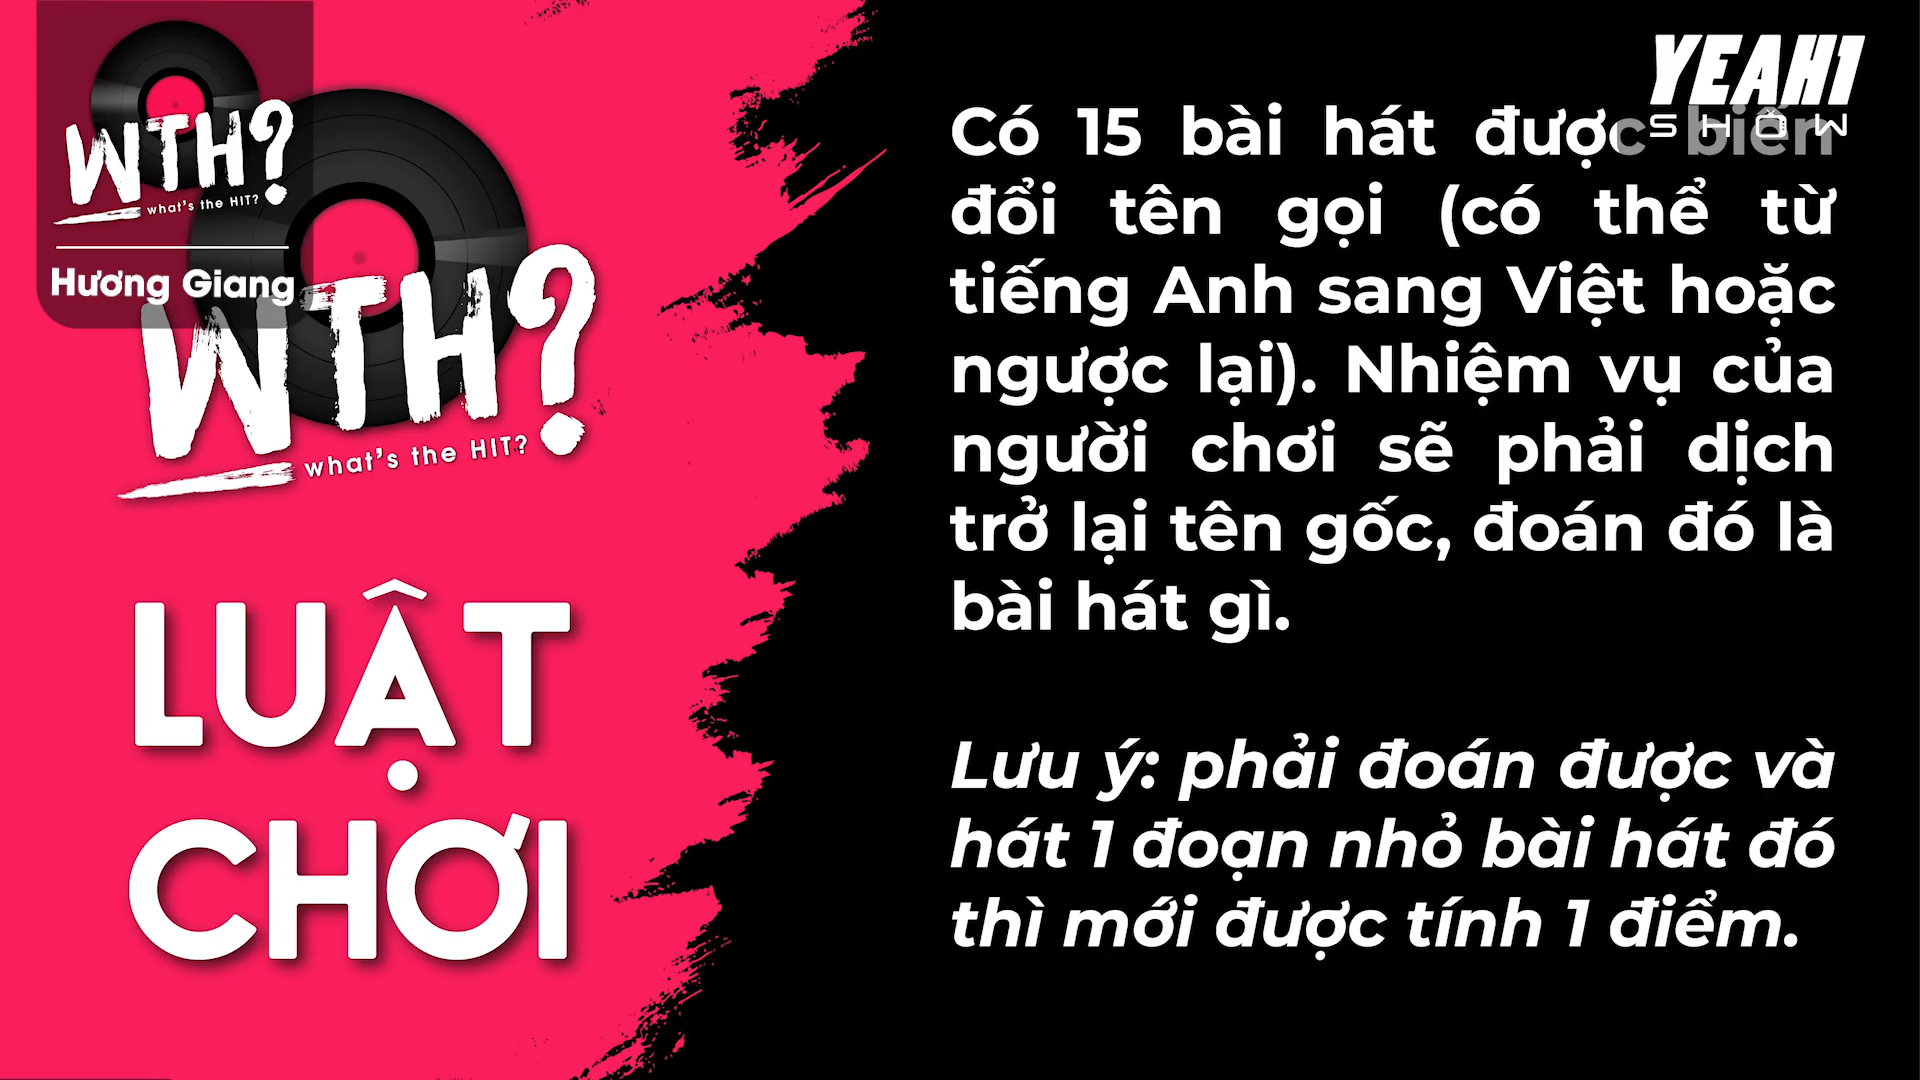 WTH?
what's the HIT?
Hương Giang
WTH?
what's the HIT?
LUẬT
CHƠI
YEAH1
SHOW
Có 15 bài hát được biến
đổi tên gọi (có thể từ
tiếng Anh sang Việt hoặc
ngược lại). Nhiệm vụ của
người chơi sẽ phải dịch
trở lại tên gốc, đoán đó là
bài hát gì.
Lưu ý: phải đoán được và
hát 1 đoạn nhỏ bài hát đó
thì mới được tính 1 điểm.